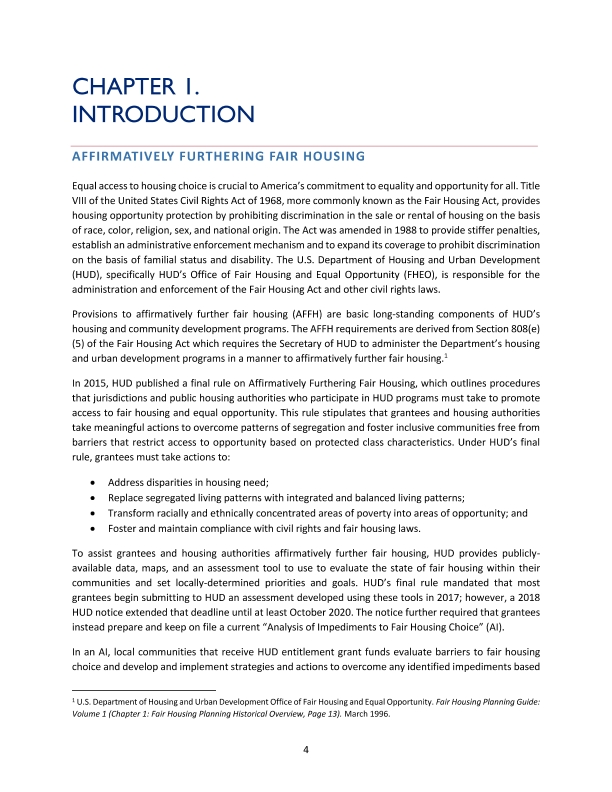 CHAPTER 1.
INTRODUCTION
AFFIRMATIVELY FURTHERING FAIR HOUSING
Equal access to housing choice is crucial to America’s commitment to equality and opportunity for all. Title
VIII of the United States Civil Rights Act of 1968, more commonly known as the Fair Housing Act, provides
housing opportunity protection by prohibiting discrimination in the sale or rental of housing on the basis
of race, color, religion, sex, and national origin. The Act was amended in 1988 to provide stiffer penalties,
establish an administrative enforcement mechanism and to expand its coverage to prohibit discrimination
on the basis of familial status and disability. The U.S. Department of Housing and Urban Development
(HUD), specifically HUD’s Office of Fair Housing and Equal Opportunity (FHEO), is responsible for the
administration and enforcement of the Fair Housing Act and other civil rights laws.
Provisions to affirmatively further fair housing (AFFH) are basic long-standing components of HUD’s
housing and community development programs. The AFFH requirements are derived from Section 808(e)
(5) of the Fair Housing Act which requires the Secretary of HUD to administer the Department’s housing
and urban development programs in a manner to affirmatively further fair housing.¹
In 2015, HUD published a final rule on Affirmatively Furthering Fair Housing, which outlines procedures
that jurisdictions and public housing authorities who participate in HUD programs must take to promote
access to fair housing and equal opportunity. This rule stipulates that grantees and housing authorities
take meaningful actions to overcome patterns of segregation and foster inclusive communities free from
barriers that restrict access to opportunity based on protected class characteristics. Under HUD’s final
rule, grantees must take actions to:
• Address disparities in housing need;
• Replace segregated living patterns with integrated and balanced living patterns;
• Transform racially and ethnically concentrated areas of poverty into areas of opportunity; and
• Foster and maintain compliance with civil rights and fair housing laws.
To assist grantees and housing authorities affirmatively further fair housing, HUD provides publicly-
available data, maps, and an assessment tool to use to evaluate the state of fair housing within their
communities and set locally-determined priorities and goals. HUD’s final rule mandated that most
grantees begin submitting to HUD an assessment developed using these tools in 2017; however, a 2018
HUD notice extended that deadline until at least October 2020. The notice further required that grantees
instead prepare and keep on file a current “Analysis of Impediments to Fair Housing Choice” (AI).
In an AI, local communities that receive HUD entitlement grant funds evaluate barriers to fair housing
choice and develop and implement strategies and actions to overcome any identified impediments based
¹ U.S. Department of Housing and Urban Development Office of Fair Housing and Equal Opportunity. Fair Housing Planning Guide:
Volume 1 (Chapter 1: Fair Housing Planning Historical Overview, Page 13). March 1996.
4